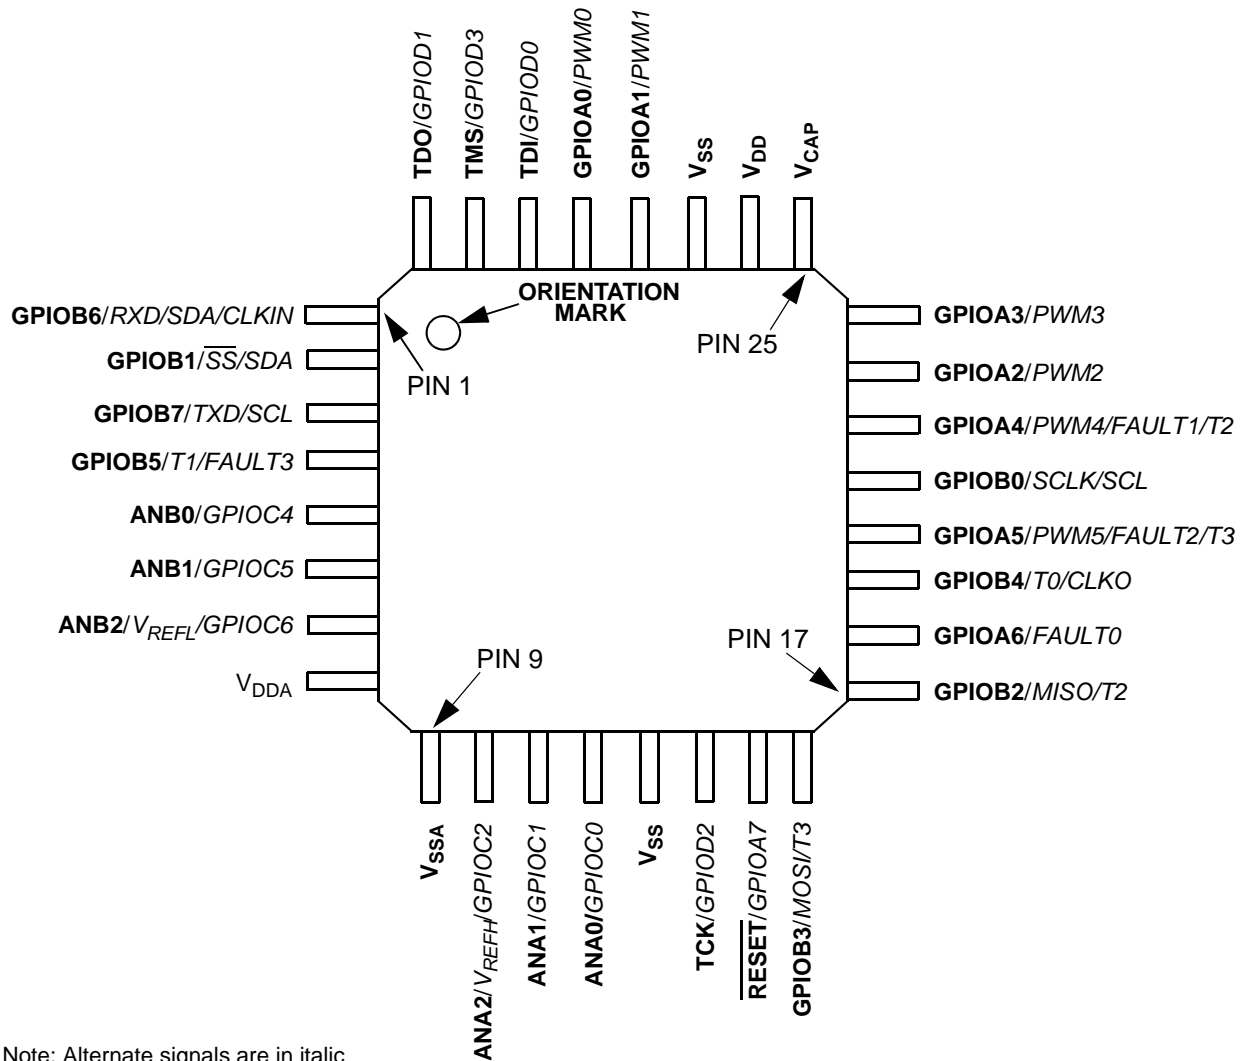 TDO/GPIOD1
TMS/GPIOD3
TDI/GPIOD0
GPIOA0/PWM0
GPIOA1/PWM1
VSS
VDD
VCAP
ORIENTATION
MARK
PIN 25
PIN 1
GPIOB6/RXD/SDA/CLKIN
GPIOB1/S̅S̅/SDA
GPIOB7/TXD/SCL
GPIOB5/T1/FAULT3
ANB0/GPIOC4
ANB1/GPIOC5
ANB2/VREFL/GPIOC6
VDDA
GPIOA3/PWM3
GPIOA2/PWM2
GPIOA4/PWM4/FAULT1/T2
GPIOB0/SCLK/SCL
GPIOA5/PWM5/FAULT2/T3
GPIOB4/T0/CLKO
GPIOA6/FAULT0
GPIOB2/MISO/T2
PIN 17
PIN 9
VSSA
ANA2/VREFH/GPIOC2
ANA1/GPIOC1
ANA0/GPIOC0
VSS
TCK/GPIOD2
R̅E̅S̅E̅T̅/GPIOA7
GPIOB3/MOSI/T3
Note: Alternate signals are in italic